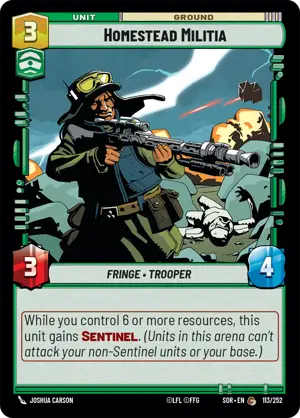 UNIT GROUND
3 HOMESTEAD MILITIA
3 4
FRINGE • TROOPER
While you control 6 or more resources, this
unit gains SENTINEL. (Units in this arena can't
attack your non-Sentinel units or your base.)
JOSHUA CARSON ©LFL ©FFG SOR • EN C 113/252